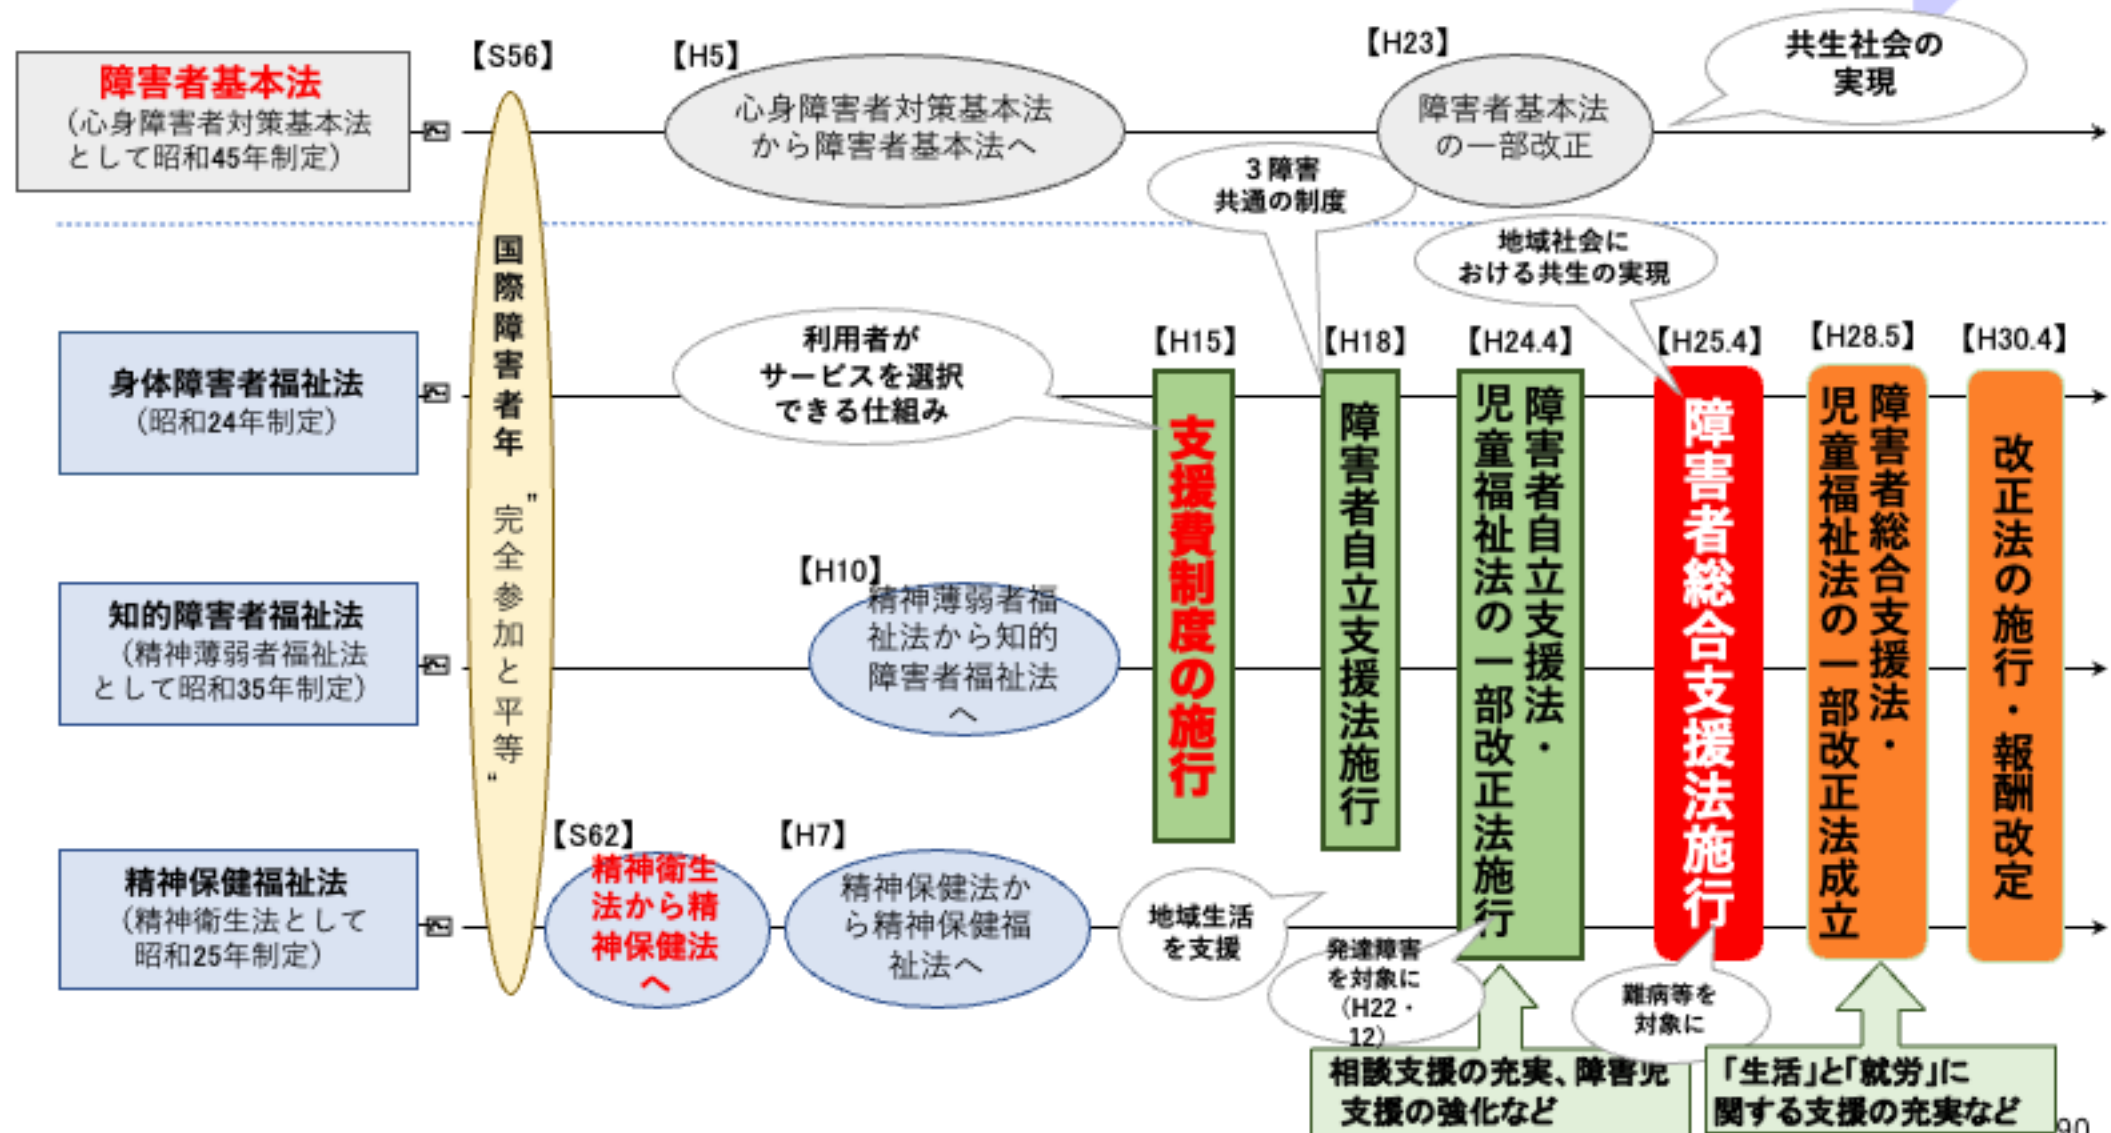 障害者基本法
（心身障害者対策基本法
として昭和45年制定）
【S56】
【H5】
心身障害者対策基本法
から障害者基本法へ
【H23】
障害者基本法
の一部改正
共生社会の
実現
３障害
共通の制度
地域社会に
おける共生の実現
国際障害者年
"完全参加と平等"
身体障害者福祉法
（昭和24年制定）
利用者が
サービスを選択
できる仕組み
【H15】
支援費制度の施行
【H18】
障害者自立支援法施行
【H24.4】
障害者自立支援法・
児童福祉法の一部改正法施行
【H25.4】
障害者総合支援法施行
【H28.5】
障害者総合支援法・
児童福祉法の一部改正法成立
【H30.4】
改正法の施行・報酬改定
知的障害者福祉法
（精神薄弱者福祉法
として昭和35年制定）
【H10】
精神薄弱者福
祉法から知的
障害者福祉法
へ
精神保健福祉法
（精神衛生法として
昭和25年制定）
【S62】
精神衛生
法から精
神保健法
へ
【H7】
精神保健法か
ら精神保健福
祉法へ
地域生活
を支援
発達障害
を対象に
（H22・
12）
難病等を
対象に
相談支援の充実、障害児
支援の強化など
「生活」と「就労」に
関する支援の充実など
90